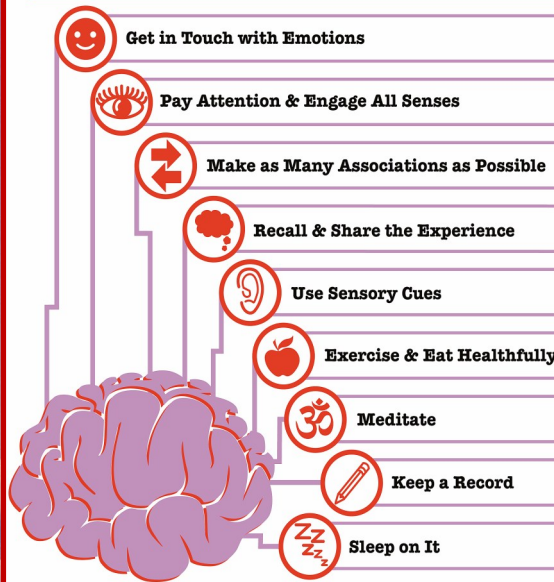 Get in Touch with Emotions
Pay Attention & Engage All Senses
Make as Many Associations as Possible
Recall & Share the Experience
Use Sensory Cues
Exercise & Eat Healthfully
ॐ
Meditate
Keep a Record
ZZZzz
Sleep on It